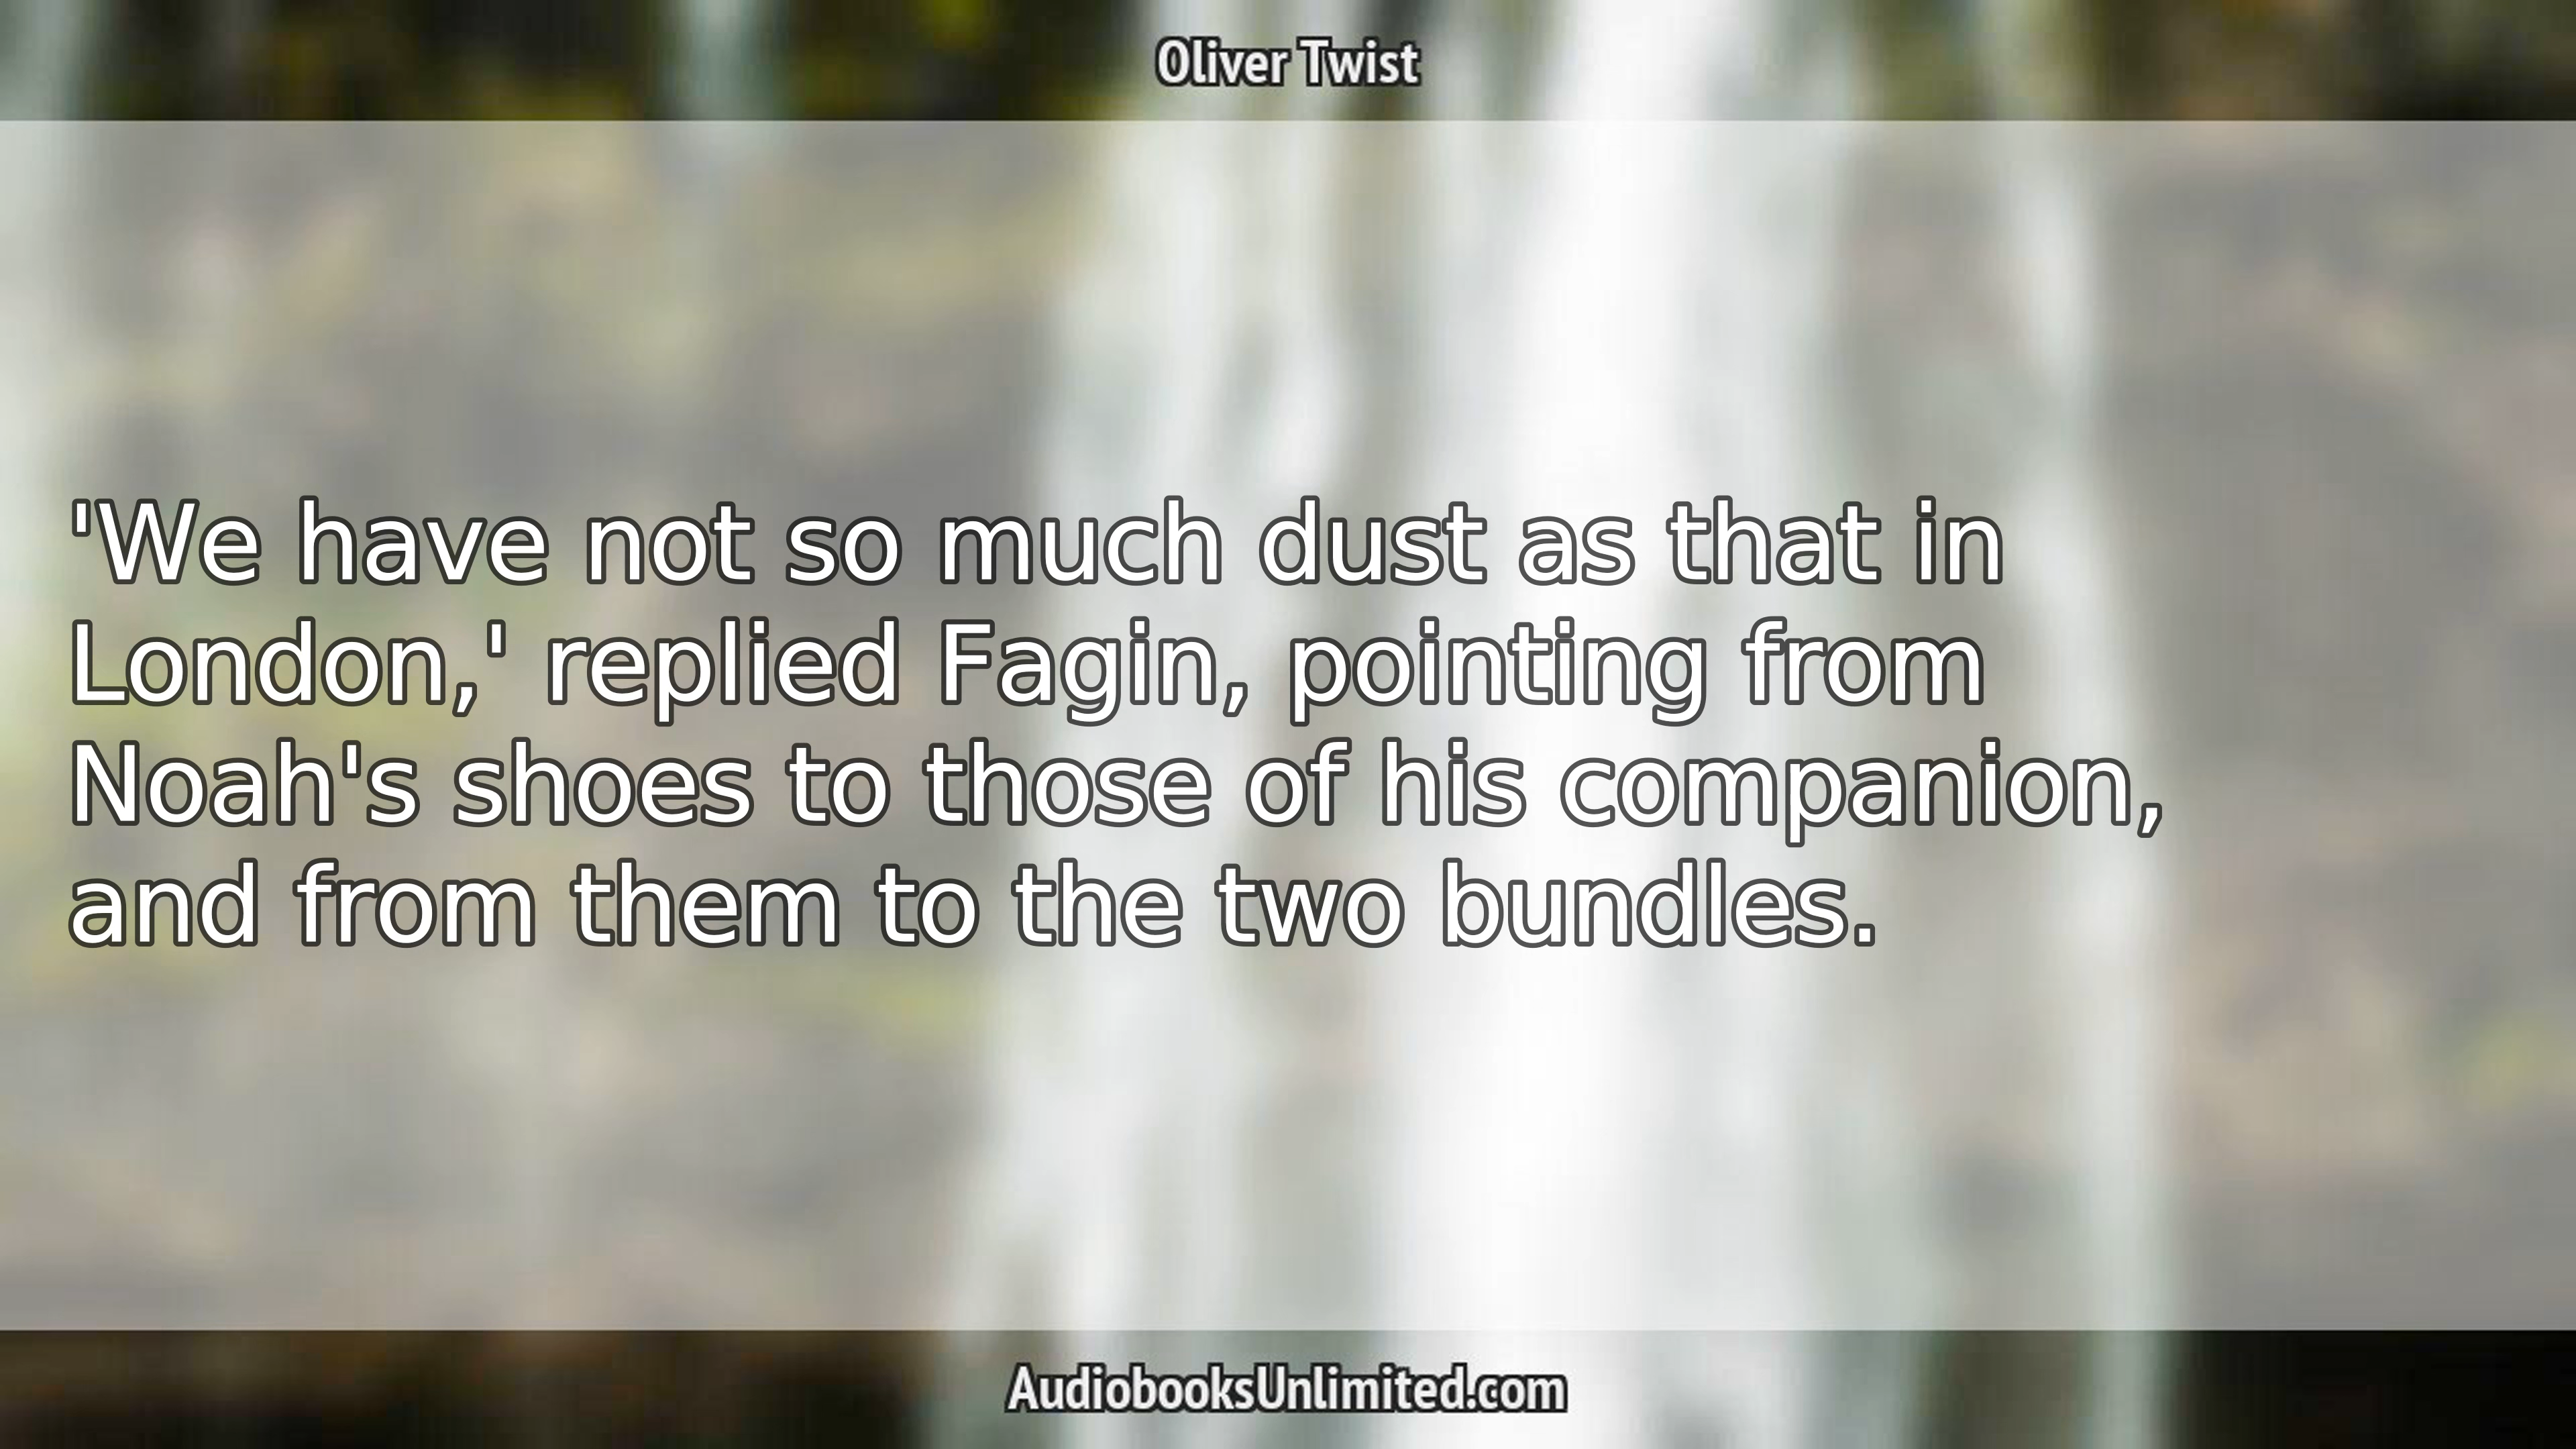 Oliver Twist
'We have not so much dust as that in
London,' replied Fagin, pointing from
Noah's shoes to those of his companion,
and from them to the two bundles.
AudiobooksUnlimited.com